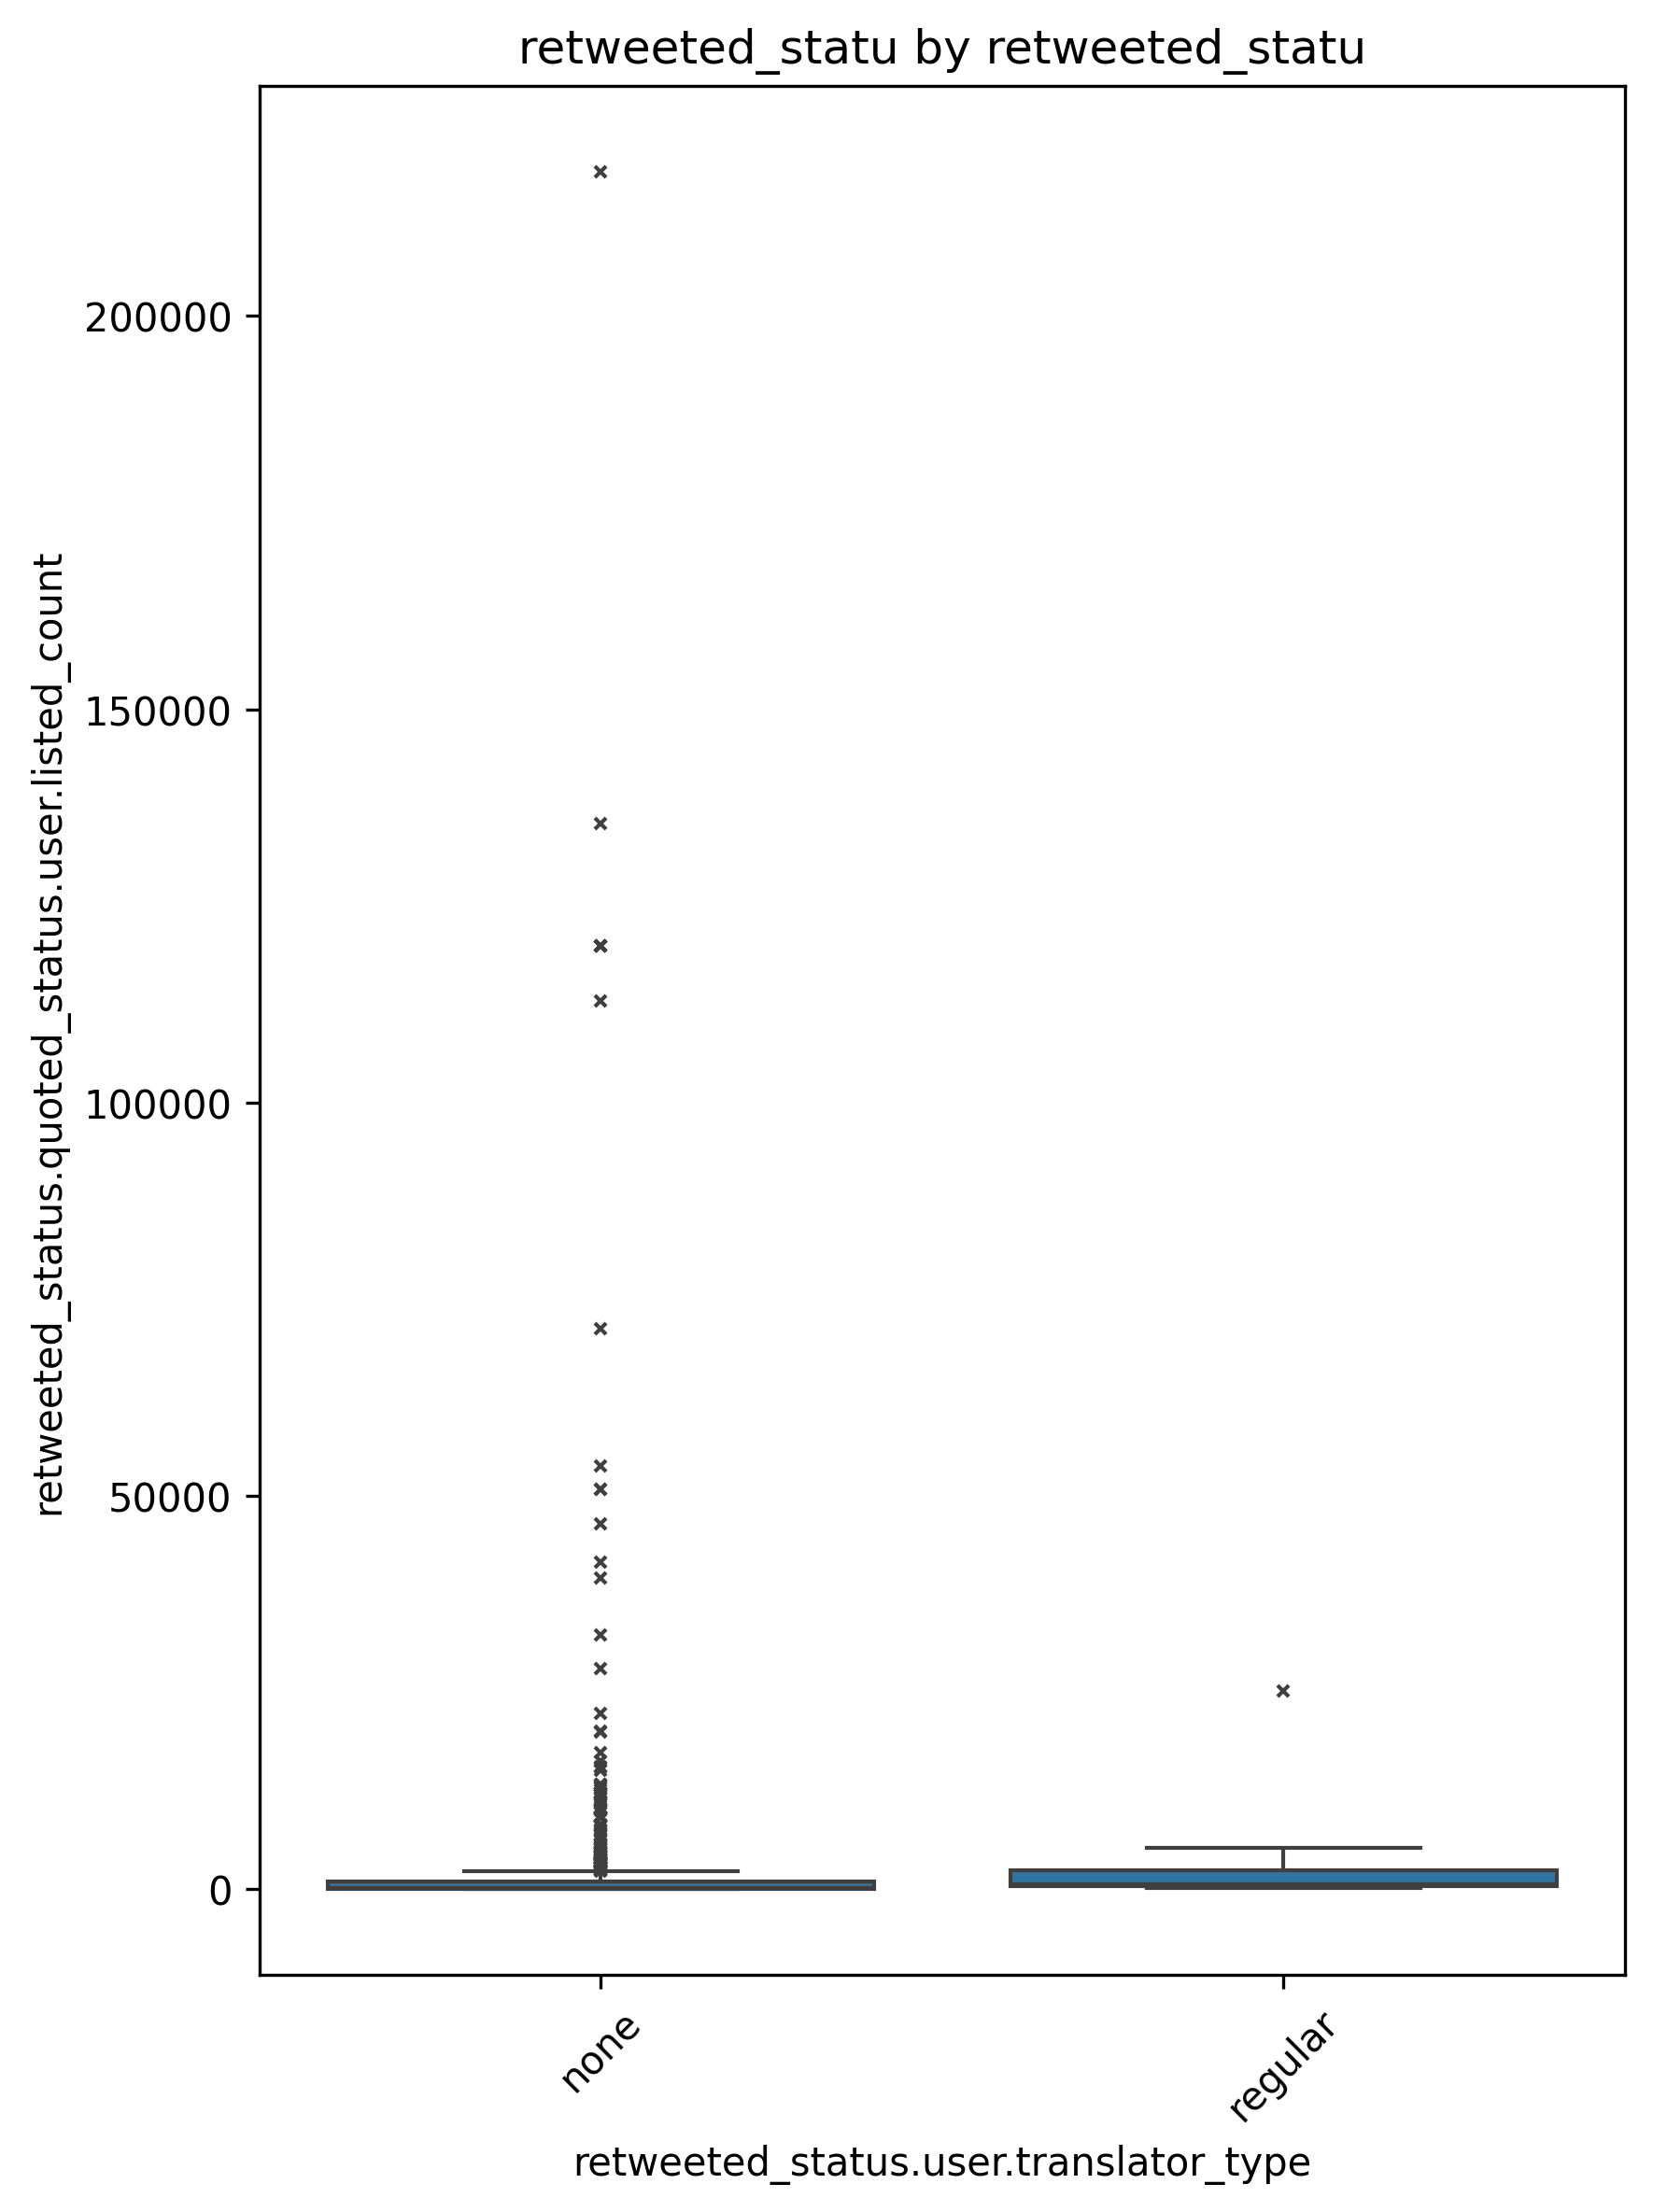 retweeted_statu by retweeted_statu
retweeted_status.quoted_status.user.listed_count
200000
150000
100000
50000
0
none
regular
retweeted_status.user.translator_type